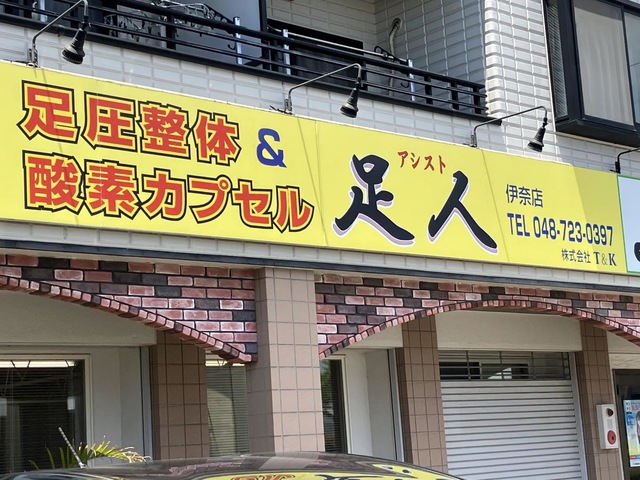 足圧整体 &
酸素カプセル
アシスト
足人
伊奈店
TEL 048-723-0397
株式会社 T&K